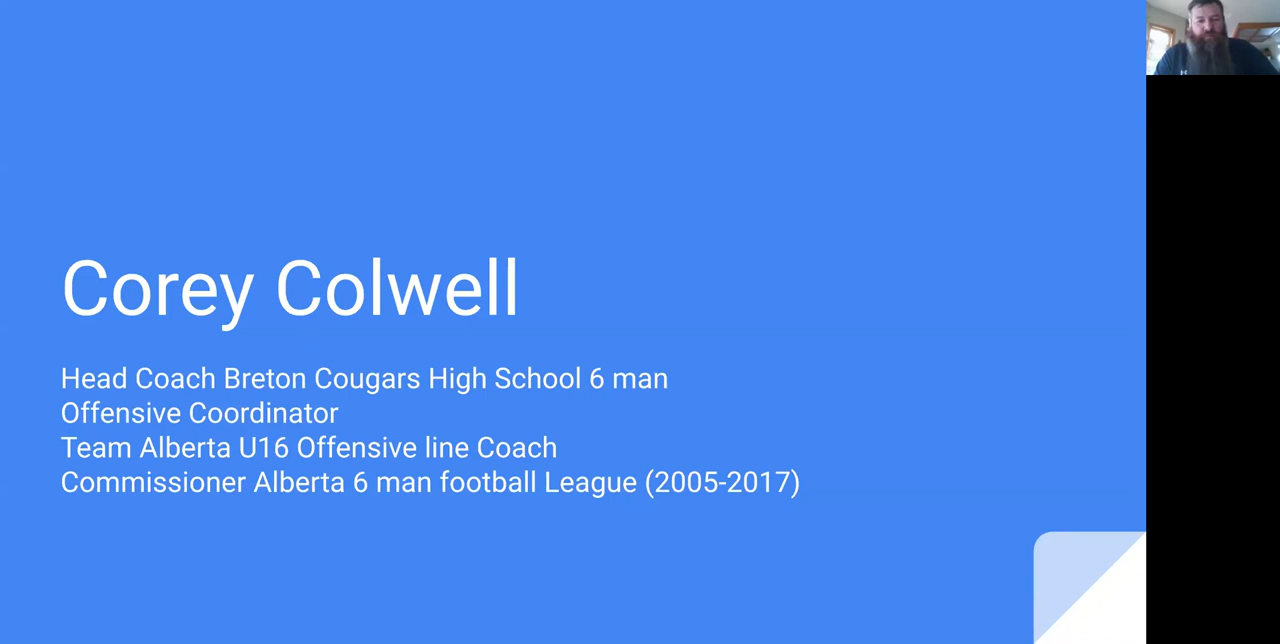 Corey Colwell
Head Coach Breton Cougars High School 6 man
Offensive Coordinator
Team Alberta U16 Offensive line Coach
Commissioner Alberta 6 man football League (2005-2017)